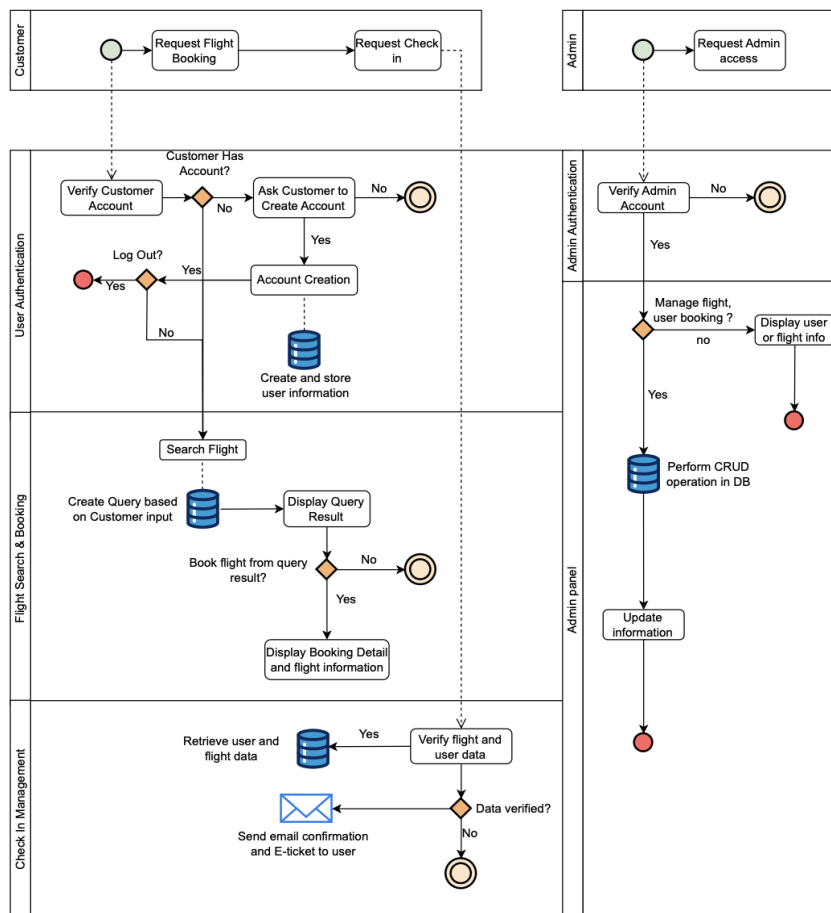 Customer
Request Flight
Booking
Request Check
in
Admin
Request Admin
access
User Authentication
Customer Has
Account?
Verify Customer
Account
No
Ask Customer to
Create Account
No
Yes
Log Out?
Yes
Yes
Account Creation
No
Create and store
user information
Admin Authentication
Verify Admin
Account
No
Yes
Admin panel
Manage flight,
user booking ?
no
Display user
or flight info
Yes
Perform CRUD
operation in DB
Update
information
Flight Search & Booking
Search Flight
Create Query based
on Customer input
Display Query
Result
Book flight from query
result?
No
Yes
Display Booking Detail
and flight information
Check In Management
Retrieve user and
flight data
Yes
Verify flight and
user data
Data verified?
Send email confirmation
and E-ticket to user
No